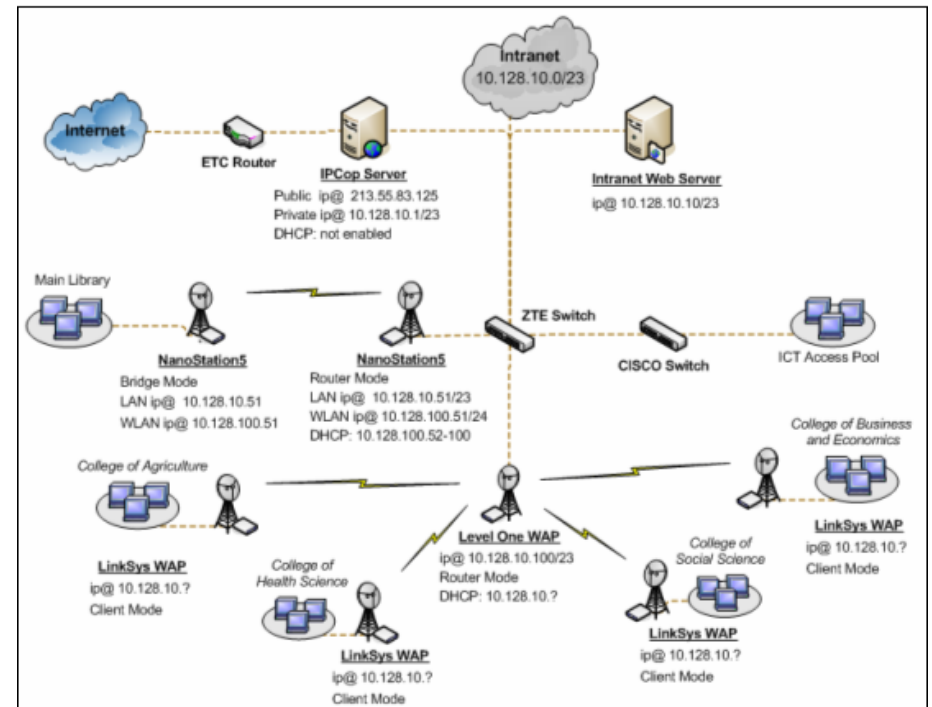 Intranet
10.128.10.0/23
Internet
ETC Router
IPCop Server
Public ip@ 213.55.83.125
Private ip@ 10.128.10.1/23
DHCP: not enabled
Intranet Web Server
ip@ 10.128.10.10/23
Main Library
ZTE Switch
CISCO Switch
ICT Access Pool
NanoStation5
Bridge Mode
LAN ip@ 10.128.10.51
WLAN ip@ 10.128.100.51
NanoStation5
Router Mode
LAN ip@ 10.128.10.51/23
WLAN ip@ 10.128.100.51/24
DHCP: 10.128.100.52-100
College of Business
and Economics
College of Agriculture
LinkSys WAP
ip@ 10.128.10.?
Client Mode
College of
Health Science
Level One WAP
ip@ 10.128.10.100/23
Router Mode
DHCP: 10.128.10.?
College of
Social Science
LinkSys WAP
ip@ 10.128.10.?
Client Mode
LinkSys WAP
ip@ 10.128.10.?
Client Mode
LinkSys WAP
ip@ 10.128.10.?
Client Mode